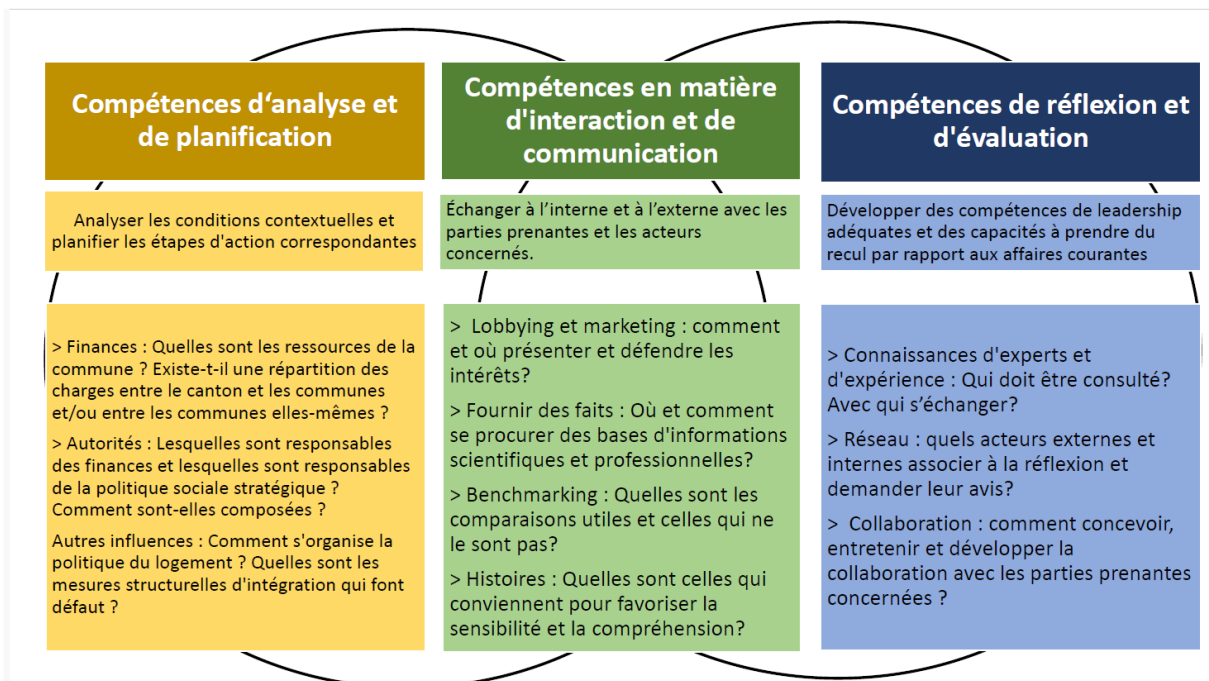 Compétences d‘analyse et
de planification
Analyser les conditions contextuelles et
planifier les étapes d'action correspondantes
> Finances : Quelles sont les ressources de la
commune ? Existe-t-il une répartition des
charges entre le canton et les communes
et/ou entre les communes elles-mêmes ?
> Autorités : Lesquelles sont responsables
des finances et lesquelles sont responsables
de la politique sociale stratégique ?
Comment sont-elles composées ?
Autres influences : Comment s'organise la
politique du logement ? Quelles sont les
mesures structurelles d'intégration qui font
défaut ?
Compétences en matière
d'interaction et de
communication
Échanger à l’interne et à l’externe avec les
parties prenantes et les acteurs
concernés.
> Lobbying et marketing : comment
et où présenter et défendre les
intérêts?
> Fournir des faits : Où et comment
se procurer des bases d'informations
scientifiques et professionnelles?
> Benchmarking : Quelles sont les
comparaisons utiles et celles qui ne
le sont pas?
> Histoires : Quelles sont celles qui
conviennent pour favoriser la
sensibilité et la compréhension?
Compétences de réflexion et
d'évaluation
Développer des compétences de leadership
adéquates et des capacités à prendre du
recul par rapport aux affaires courantes
> Connaissances d'experts et
d'expérience : Qui doit être consulté?
Avec qui s’échanger?
> Réseau : quels acteurs externes et
internes associer à la réflexion et
demander leur avis?
> Collaboration : comment concevoir,
entretenir et développer la
collaboration avec les parties prenantes
concernées ?